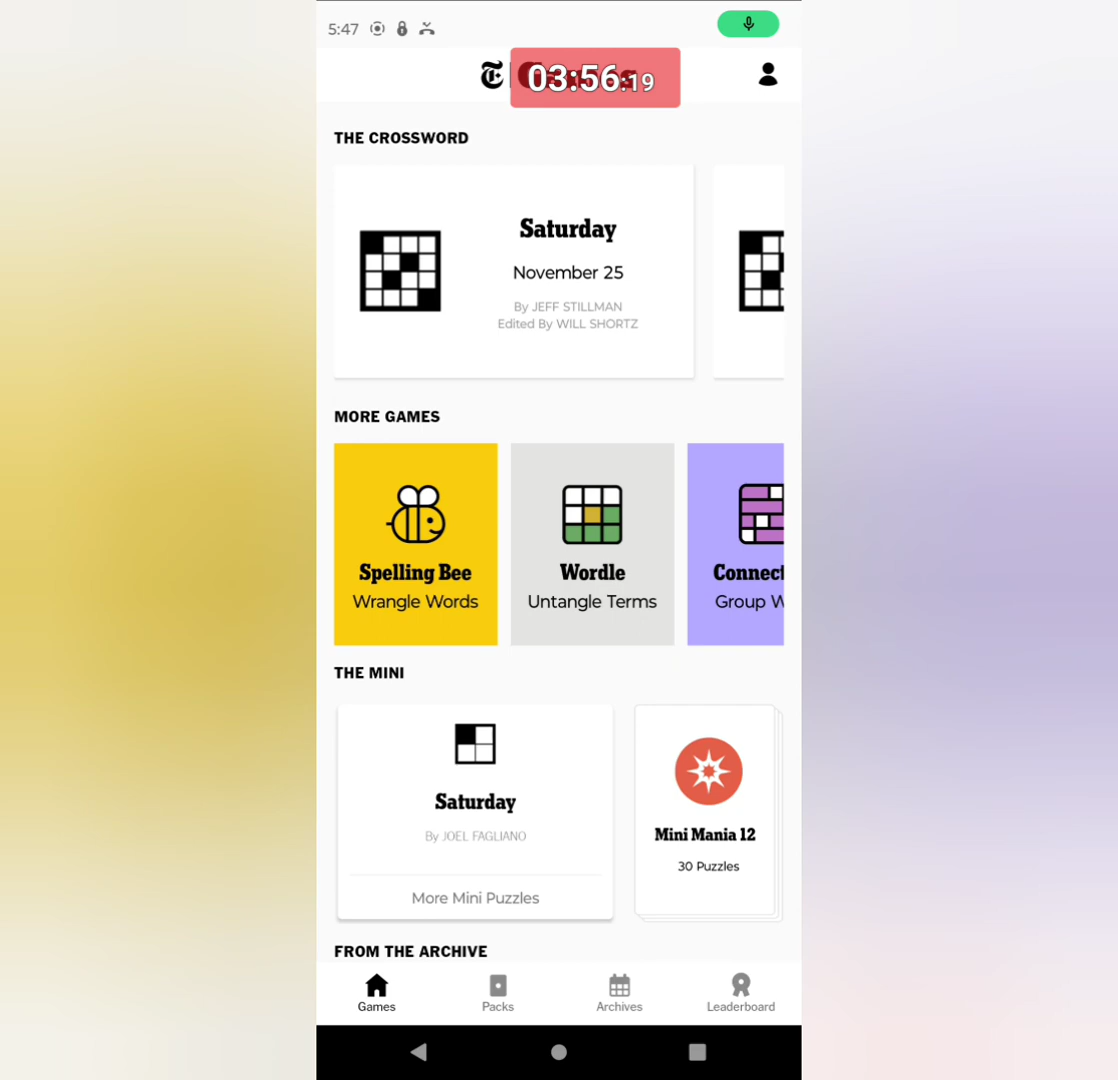 5:47
03:56:19
THE CROSSWORD
Saturday
November 25
By JEFF STILLMAN
Edited By WILL SHORTZ
MORE GAMES
Spelling Bee
Wrangle Words
Wordle
Untangle Terms
Connect
Group W
THE MINI
Saturday
By JOEL FAGLIANO
More Mini Puzzles
Mini Mania 12
30 Puzzles
FROM THE ARCHIVE
Games
Packs
Archives
Leaderboard